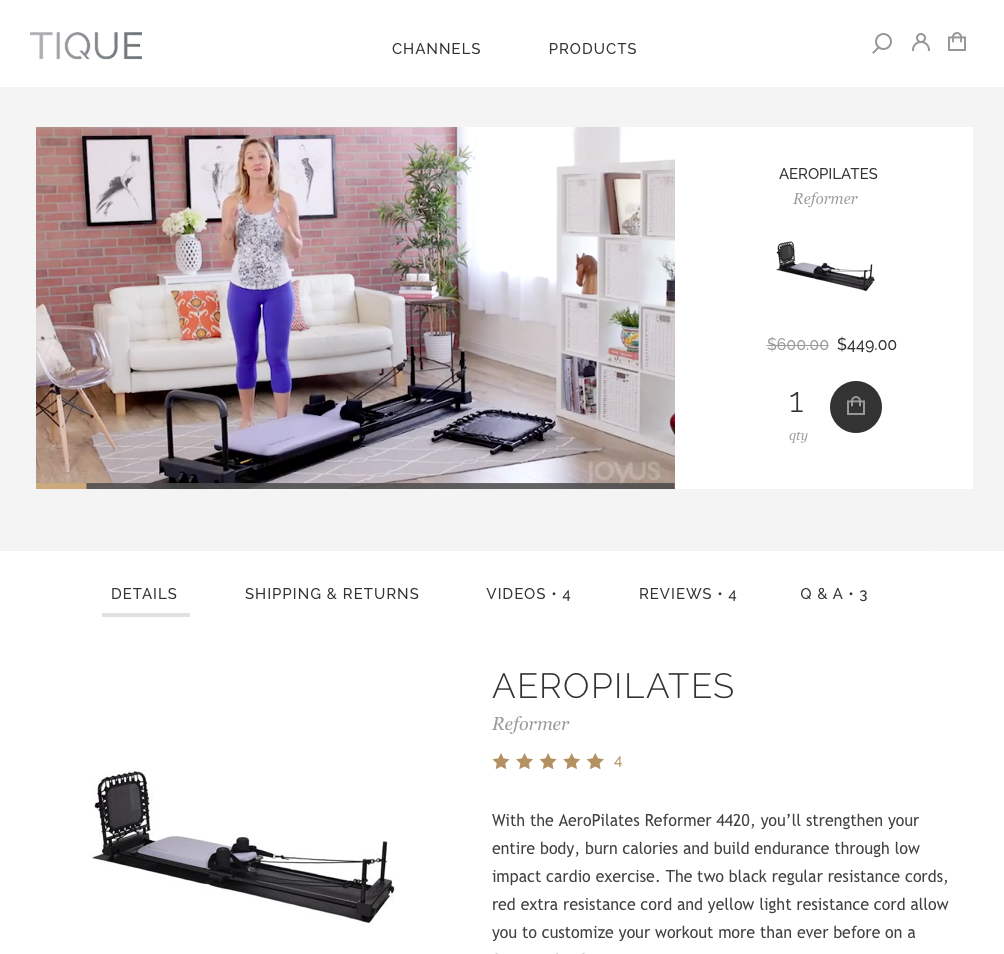 TIQUE
CHANNELS
PRODUCTS
AEROPILATES
Reformer
$600.00 $449.00
1
qty
joyus
DETAILS
SHIPPING & RETURNS
VIDEOS • 4
REVIEWS • 4
Q & A • 3
AEROPILATES
Reformer
4
With the AeroPilates Reformer 4420, you’ll strengthen your
entire body, burn calories and build endurance through low
impact cardio exercise. The two black regular resistance cords,
red extra resistance cord and yellow light resistance cord allow
you to customize your workout more than ever before on a